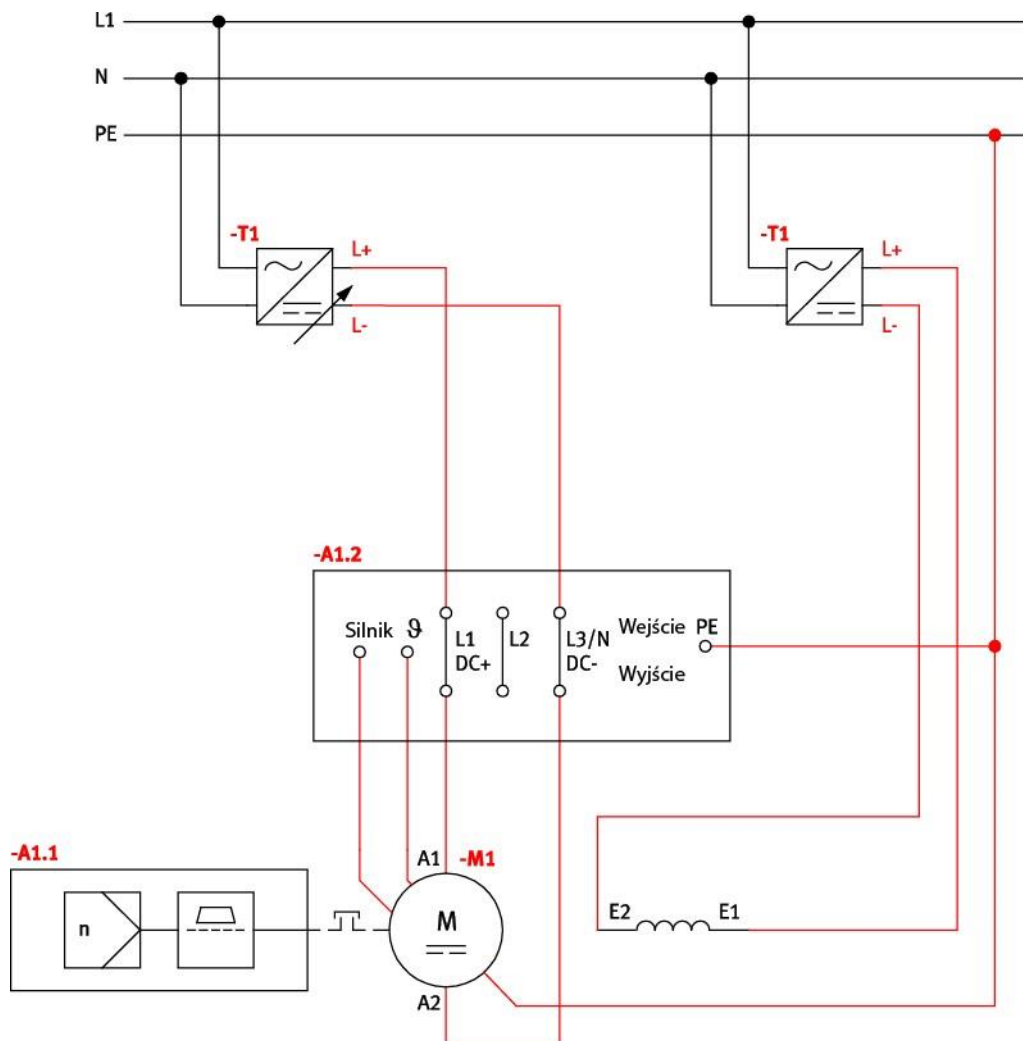 L1
N
PE
-T1
L+
L-
-T1
L+
L-
-A1.2
Silnik ϑ
L1
DC+
L2
L3/N
DC-
Wejście PE
Wyjście
-A1.1
n
A1
-M1
M
A2
E2
E1